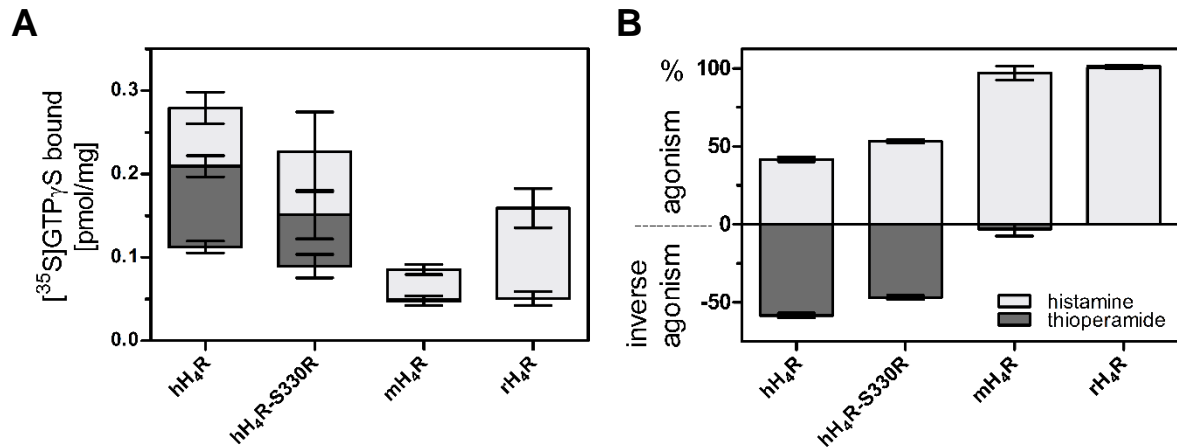 A
[³⁵S]GTPγS bound
[pmol/mg]
0.3
0.2
0.1
0.0
hH₄R
hH₄R-S330R
mH₄R
rH₄R
B
%
agonism
inverse
agonism
100
50
0
-50
histamine
thioperamide
hH₄R
hH₄R-S330R
mH₄R
rH₄R